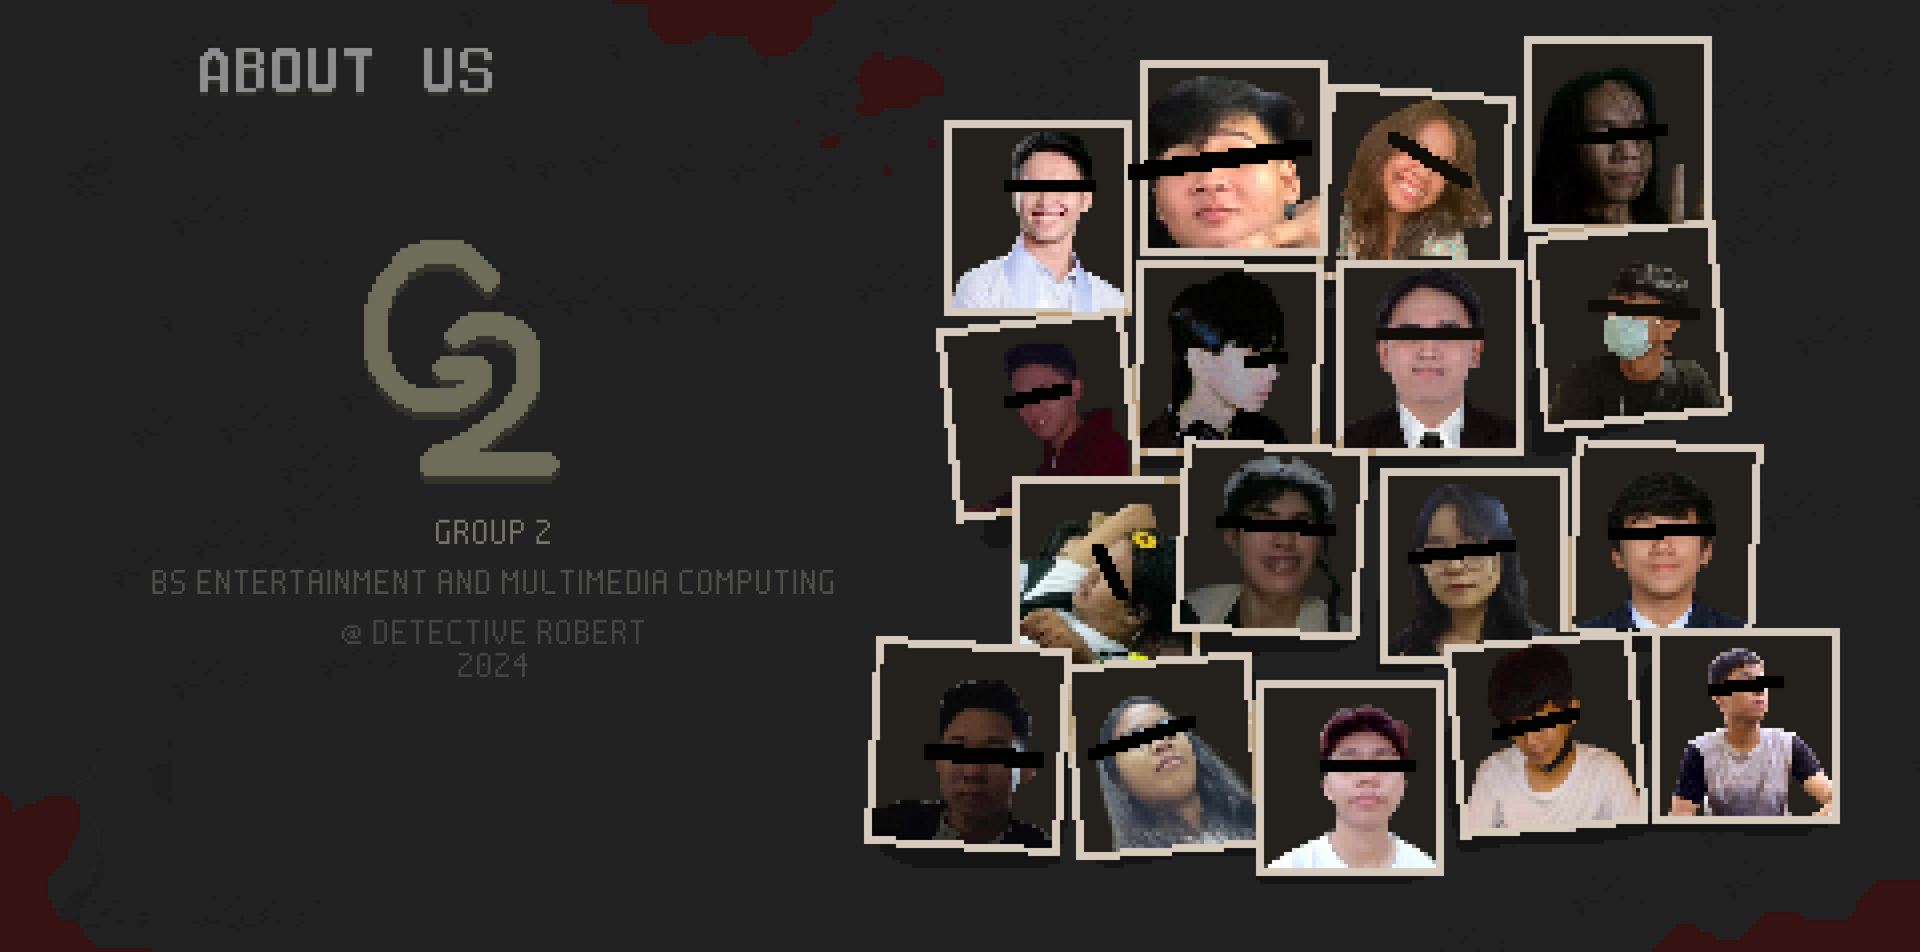 ABOUT US
G2
GROUP 2
BS ENTERTAINMENT AND MULTIMEDIA COMPUTING
@ DETECTIVE ROBERT
2024